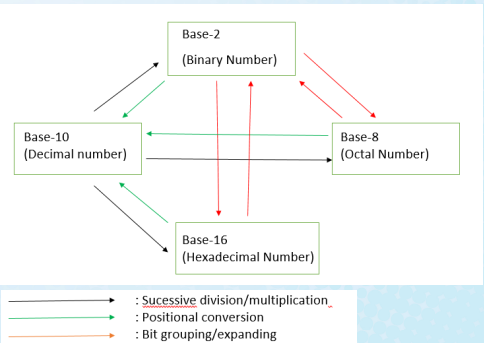 Base-2
(Binary Number)
Base-10
(Decimal number)
Base-8
(Octal Number)
Base-16
(Hexadecimal Number)
: Sucessive division/multiplication
: Positional conversion
: Bit grouping/expanding